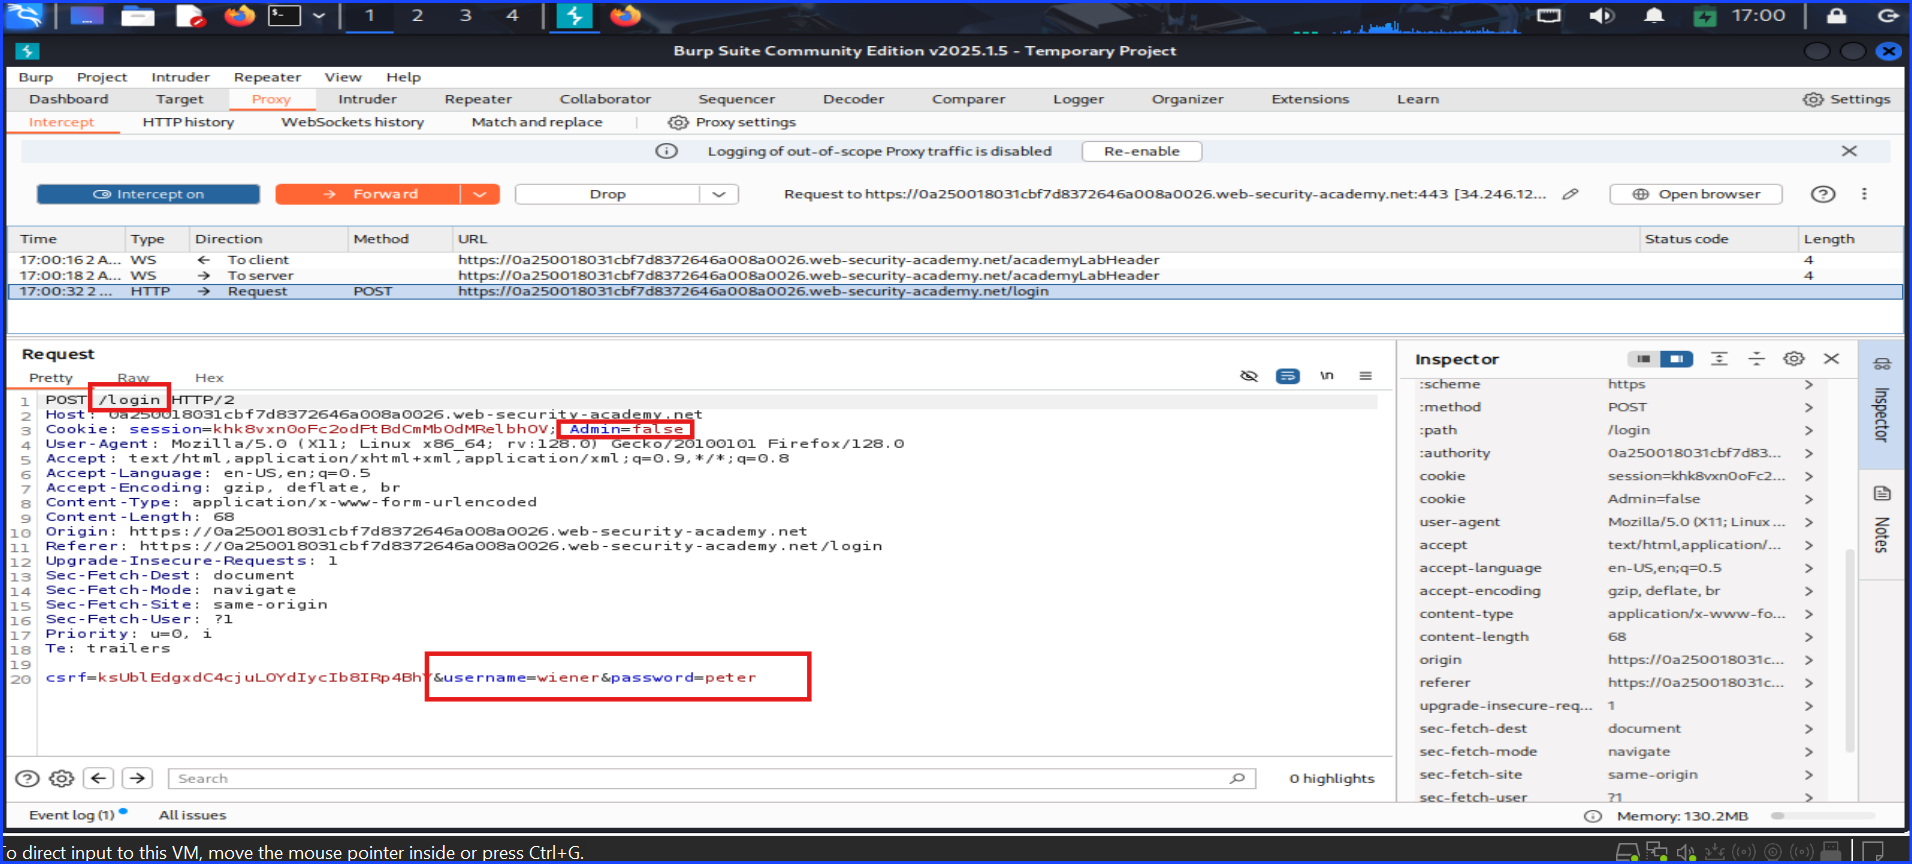 1 2 3 4 17:00
Burp Suite Community Edition v2025.1.5 - Temporary Project
Burp Project Intruder Repeater View Help
Dashboard Target Proxy Intruder Repeater Collaborator Sequencer Decoder Comparer Logger Organizer Extensions Learn Settings
Intercept HTTP history WebSockets history Match and replace Proxy settings
Logging of out-of-scope Proxy traffic is disabled Re-enable
Intercept on Forward Drop Request to https://0a250018031cbf7d8372646a008a0026.web-security-academy.net:443 [34.246.12... Open browser
Time Type Direction Method URL Status code Length
17:00:16 2 A... WS ← To client https://0a250018031cbf7d8372646a008a0026.web-security-academy.net/academyLabHeader 4
17:00:18 2 A... WS → To server https://0a250018031cbf7d8372646a008a0026.web-security-academy.net/academyLabHeader 4
17:00:32 2 ... HTTP → Request POST https://0a250018031cbf7d8372646a008a0026.web-security-academy.net/login
Request
Pretty Raw Hex \n
1 POST /login HTTP/2
2 Host: 0a250018031cbf7d8372646a008a0026.web-security-academy.net
3 Cookie: session=khk8vxn0oFc2odFtBdCmMbOdMRelbhOV; Admin=false
4 User-Agent: Mozilla/5.0 (X11; Linux x86_64; rv:128.0) Gecko/20100101 Firefox/128.0
5 Accept: text/html,application/xhtml+xml,application/xml;q=0.9,*/*;q=0.8
6 Accept-Language: en-US,en;q=0.5
7 Accept-Encoding: gzip, deflate, br
8 Content-Type: application/x-www-form-urlencoded
9 Content-Length: 68
10 Origin: https://0a250018031cbf7d8372646a008a0026.web-security-academy.net
11 Referer: https://0a250018031cbf7d8372646a008a0026.web-security-academy.net/login
12 Upgrade-Insecure-Requests: 1
13 Sec-Fetch-Dest: document
14 Sec-Fetch-Mode: navigate
15 Sec-Fetch-Site: same-origin
16 Sec-Fetch-User: ?1
17 Priority: u=0, i
18 Te: trailers
19
20 csrf=ksUblEdgxdC4cjuLOYdIycIb8IRp4BhY&username=wiener&password=peter
Search 0 highlights
Inspector
:scheme https
:method POST
:path /login
:authority 0a250018031cbf7d83...
cookie session=khk8vxn0oFc2...
cookie Admin=false
user-agent Mozilla/5.0 (X11; Linux ...
accept text/html,application/...
accept-language en-US,en;q=0.5
accept-encoding gzip, deflate, br
content-type application/x-www-fo...
content-length 68
origin https://0a250018031c...
referer https://0a250018031c...
upgrade-insecure-req... 1
sec-fetch-dest document
sec-fetch-mode navigate
sec-fetch-site same-origin
sec-fetch-user ?1
Inspector
Notes
Event log (1) All issues Memory: 130.2MB
To direct input to this VM, move the mouse pointer inside or press Ctrl+G.